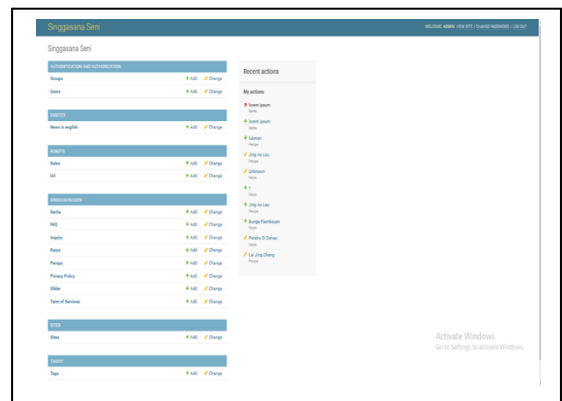 Singgasana Seni
WELCOME, ADMIN. VIEW SITE / CHANGE PASSWORD / LOG OUT
Singgasana Seni
AUTHENTICATION AND AUTHORIZATION
Groups + Add Change
Users + Add Change
News in english + Add Change
ROBOTS
Rules + Add Change
Url + Add Change
SINGGASANASENI
Berita + Add Change
FAQ + Add Change
Inquiry + Add Change
Karya + Add Change
Perupa + Add Change
Privacy Policy + Add Change
Slider + Add Change
Term of Services + Add Change
SITES
Sites + Add Change
TAGGIT
Tags + Add Change
Recent actions
My actions
lorem ipsum
Berita
+ lorem ipsum
Berita
+ Lukman
Perupa
Jing Ho Lou
Perupa
Unknown
Karya
+ 1
Karya
+ Jing Ho Lou
Perupa
+ Bunga Flamboyan
Karya
Perahu Di Danau
Karya
Lai Jing Cheng
Perupa
Activate Windows
Go to Settings to activate Windows.